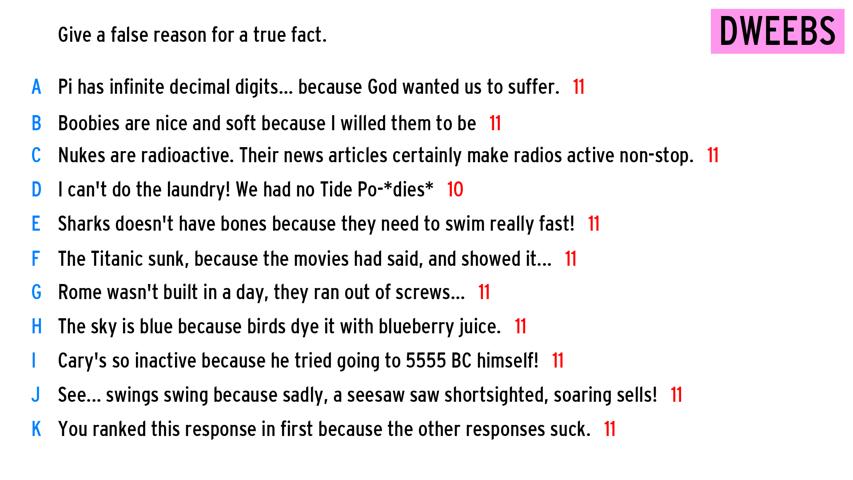 Give a false reason for a true fact.
DWEEBS
A Pi has infinite decimal digits... because God wanted us to suffer. 11
B Boobies are nice and soft because I willed them to be 11
C Nukes are radioactive. Their news articles certainly make radios active non-stop. 11
D I can't do the laundry! We had no Tide Po-*dies* 10
E Sharks doesn't have bones because they need to swim really fast! 11
F The Titanic sunk, because the movies had said, and showed it... 11
G Rome wasn't built in a day, they ran out of screws... 11
H The sky is blue because birds dye it with blueberry juice. 11
I Cary's so inactive because he tried going to 5555 BC himself! 11
J See... swings swing because sadly, a seesaw saw shortsighted, soaring sells! 11
K You ranked this response in first because the other responses suck. 11